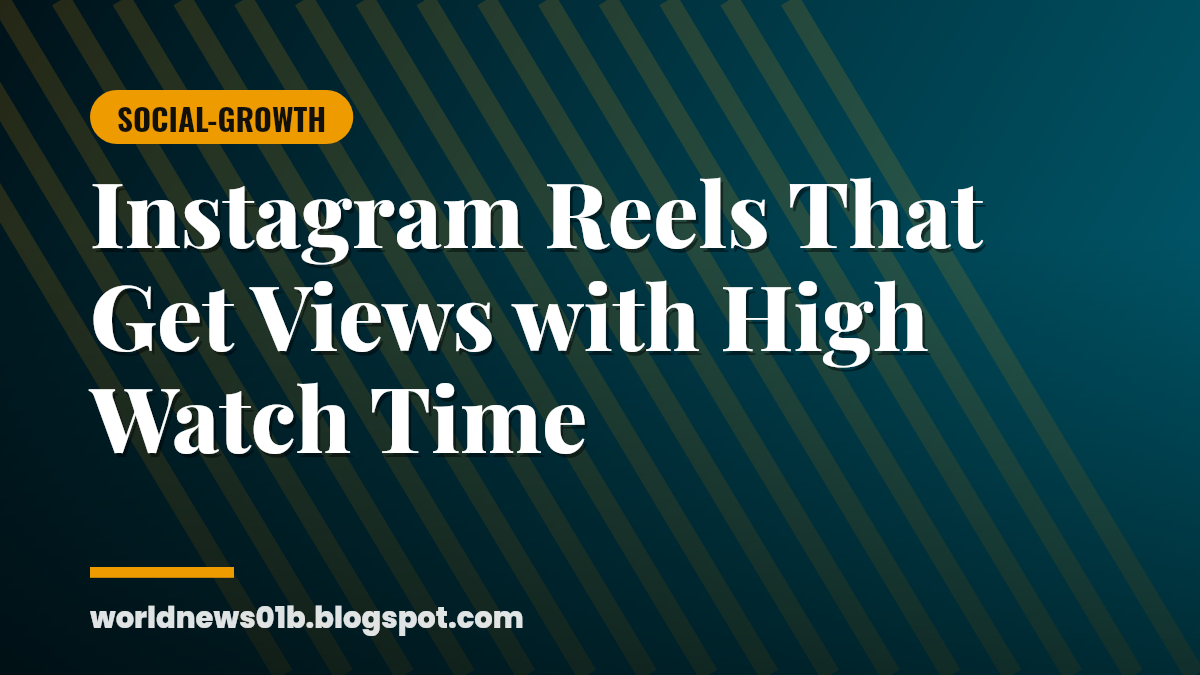 SOCIAL-GROWTH
Instagram Reels That
Get Views with High
Watch Time
worldnews01b.blogspot.com